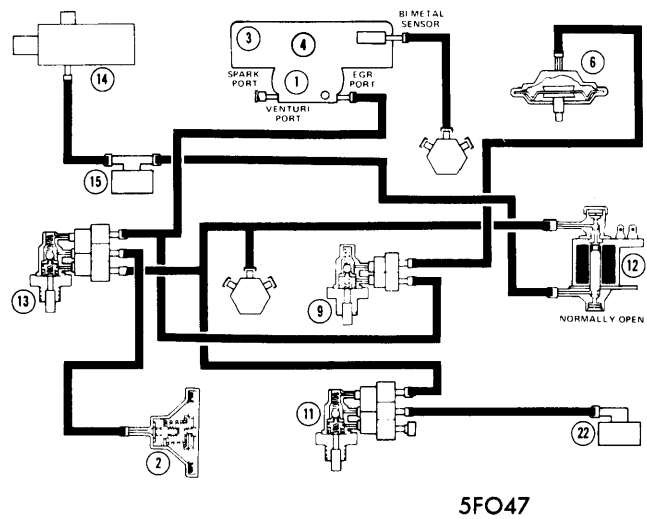 BI METAL
SENSOR
3
4
6
SPARK
PORT
1
EGR
PORT
14
VENTURI
PORT
15
13
9
12
NORMALLY OPEN
11
2
22
5FO47